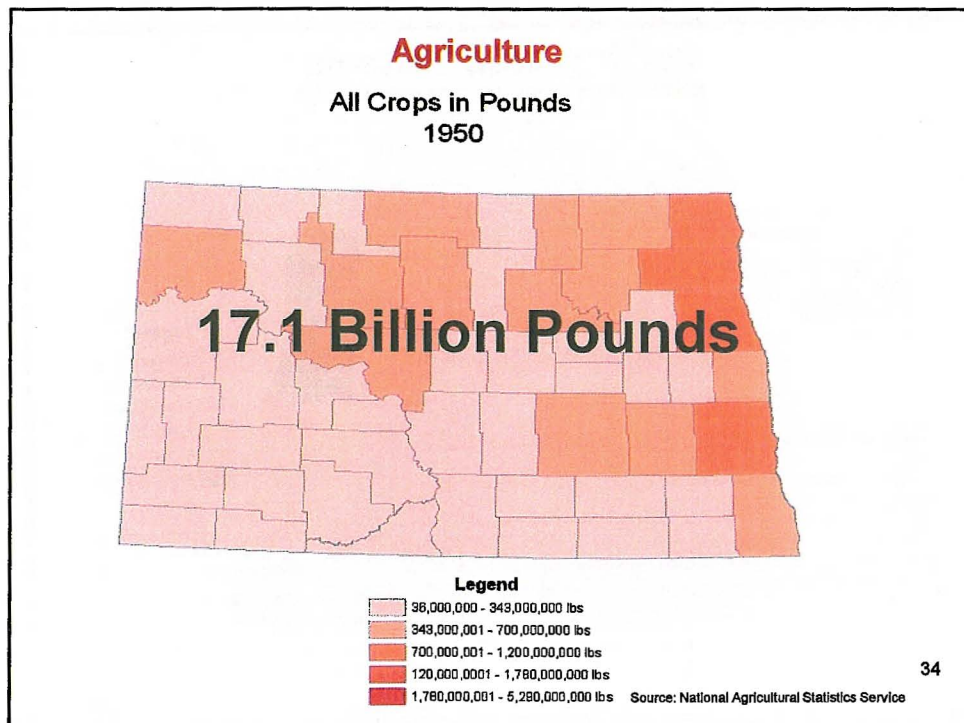 Agriculture
All Crops in Pounds
1950
17.1 Billion Pounds
Legend
36,000,000 - 343,000,000 lbs
343,000,001 - 700,000,000 lbs
700,000,001 - 1,200,000,000 lbs
120,000,0001 - 1,780,000,000 lbs
1,780,000,001 - 5,280,000,000 lbs
Source: National Agricultural Statistics Service
34